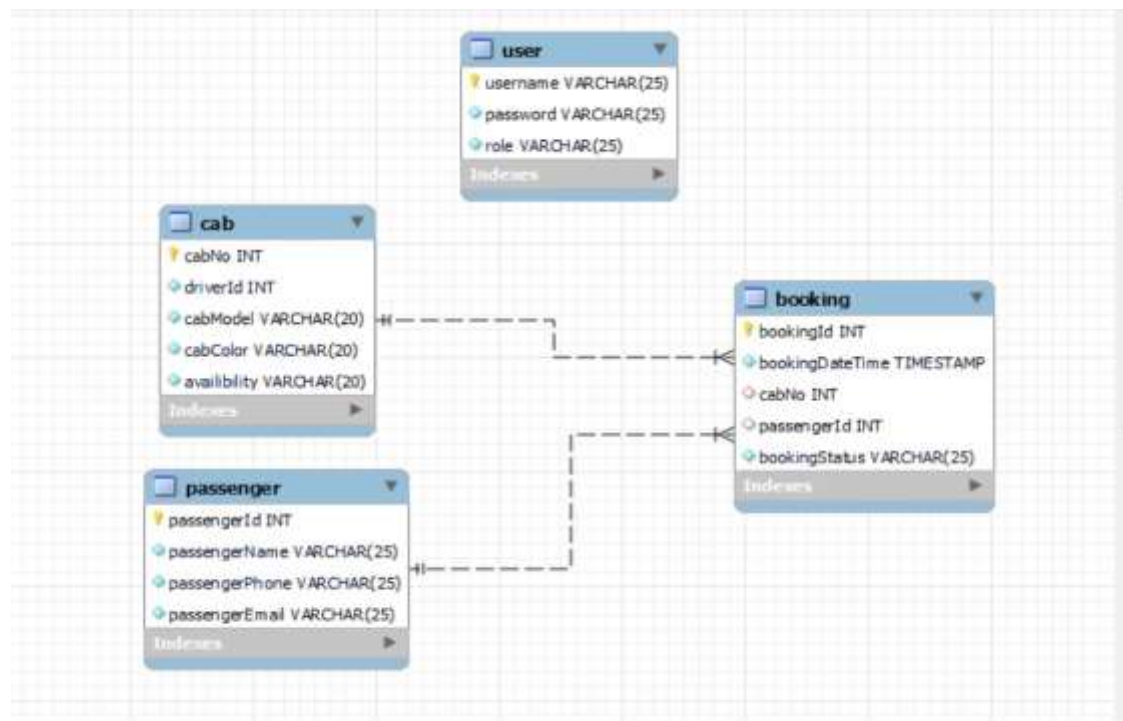 user
username VARCHAR(25)
password VARCHAR(25)
role VARCHAR(25)
Indexes
cab
cabNo INT
driverId INT
cabModel VARCHAR(20)
cabColor VARCHAR(20)
availibility VARCHAR(20)
Indexes
booking
bookingId INT
bookingDateTime TIMESTAMP
cabNo INT
passengerId INT
bookingStatus VARCHAR(25)
Indexes
passenger
passengerId INT
passengerName VARCHAR(25)
passengerPhone VARCHAR(25)
passengerEmail VARCHAR(25)
Indexes